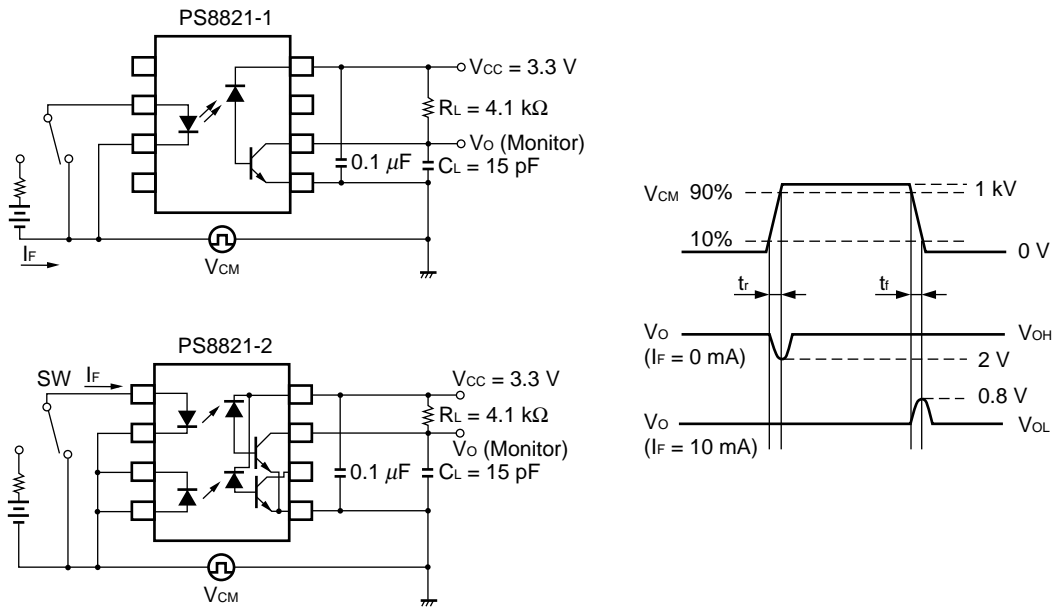 PS8821-1
VCC = 3.3 V
RL = 4.1 kΩ
VO (Monitor)
0.1 μF
CL = 15 pF
IF
VCM
PS8821-2
SW
IF
VCC = 3.3 V
RL = 4.1 kΩ
VO (Monitor)
0.1 μF
CL = 15 pF
VCM
VCM 90%
1 kV
10%
0 V
tr
tf
VO
(IF = 0 mA)
VOH
2 V
0.8 V
VO
(IF = 10 mA)
VOL